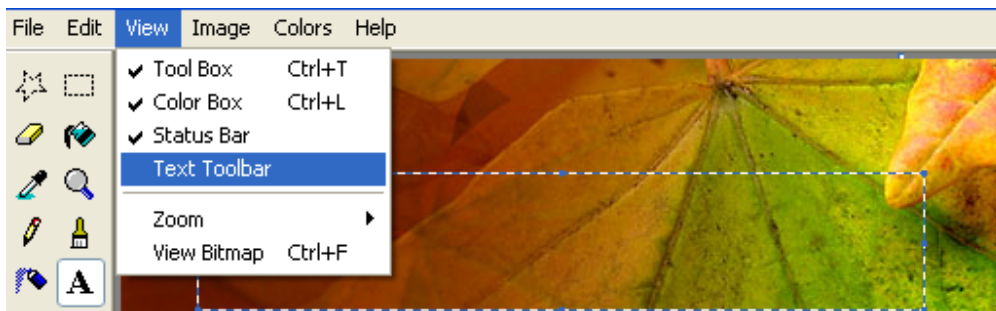 File Edit View Image Colors Help
Tool Box Ctrl+T
Color Box Ctrl+L
Status Bar
Text Toolbar
Zoom
View Bitmap Ctrl+F
A